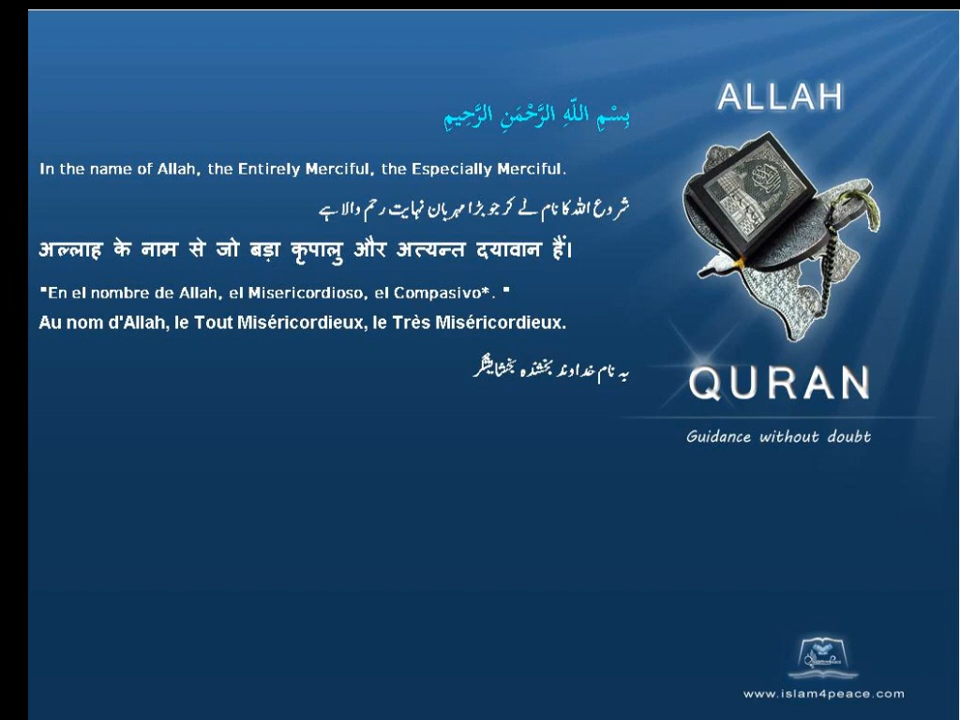 بِسْمِ اللّهِ الرَّحْمَنِ الرَّحِيمِ
In the name of Allah, the Entirely Merciful, the Especially Merciful.
شروع اللہ کا نام لے کر جو بڑا مہربان نہایت رحم والا ہے
अल्लाह के नाम से जो बड़ा कृपालु और अत्यन्त दयावान हैं।
"En el nombre de Allah, el Misericordioso, el Compasivo*. "
Au nom d'Allah, le Tout Miséricordieux, le Très Miséricordieux.
به نام خداوند بخشنده بخشایشگر
ALLAH
QURAN
Guidance without doubt
www.islam4peace.com